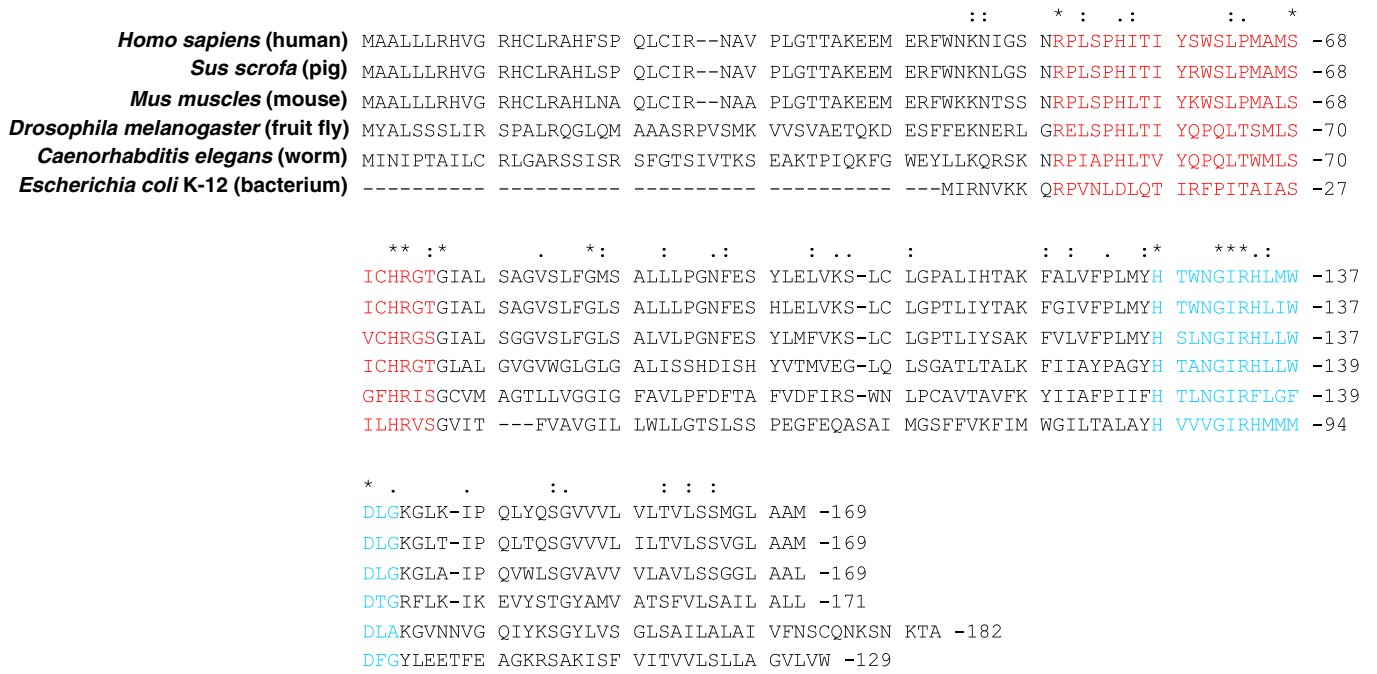 :: * : .: :. *
Homo sapiens (human) MAALLLRHVG RHCLRAHFSP QLCIR--NAV PLGTTAKEEM ERFWNKNIGS NRPLSPHITI YSWSLPMAMS -68
Sus scrofa (pig) MAALLLRHVG RHCLRAHLSP QLCIR--NAV PLGTTAKEEM ERFWNKNLGS NRPLSPHITI YRWSLPMAMS -68
Mus muscles (mouse) MAALLLRHVG RHCLRAHLNA QLCIR--NAA PLGTTAKEEM ERFWKKNTSS NRPLSPHLTI YKWSLPMALS -68
Drosophila melanogaster (fruit fly) MYALSSSLIR SPALRQGLQM AAASRPVSMK VVSVAETQKD ESFFEKNERL GRELSPHLTI YQPQLTSMLS -70
Caenorhabditis elegans (worm) MINIPTAILC RLGARSSISR SFGTSIVTKS EAKTPIQKFG WEYLLKQRSK NRPIAPHLTV YQPQLTWMLS -70
Escherichia coli K-12 (bacterium) ---------- ---------- ---------- ---------- ---MIRNVKK QRPVNLDLQT IRFPITAIAS -27
** :* . *: : .: : .. : : : . :* ***.:
ICHRGTGIAL SAGVSLFGMS ALLLPGNFES YLELVKS-LC LGPALIHTAK FALVFPLMYH TWNGIRHLMW -137
ICHRGTGIAL SAGVSLFGLS ALLLPGNFES HLELVKS-LC LGPTLIYTAK FGIVFPLMYH TWNGIRHLIW -137
VCHRGSGIAL SGGVSLFGLS ALVLPGNFES YLMFVKS-LC LGPTLIYSAK FVLVFPLMYH SLNGIRHLLW -137
ICHRGTGLAL GVGVWGLGLG ALISSHDISH YVTMVEG-LQ LSGATLTALK FIIAYPAGYH TANGIRHLLW -139
GFHRISGCVM AGTLLVGGIG FAVLPFDFTA FVDFIRS-WN LPCAVTAVFK YIIAFPIIFH TLNGIRFLGF -139
ILHRVSGVIT ---FVAVGIL LWLLGTSLSS PEGFEQASAI MGSFFVKFIM WGILTALAYH VVVGIRHMMM -94
* . . :. : : :
DLGKGLK-IP QLYQSGVVVL VLTVLSSMGL AAM -169
DLGKGLT-IP QLTQSGVVVL ILTVLSSVGL AAM -169
DLGKGLA-IP QVWLSGVAVV VLAVLSSGGL AAL -169
DTGRFLK-IK EVYSTGYAMV ATSFVLSAIL ALL -171
DLAKGVNNVG QIYKSGYLVS GLSAILALAI VFNSCQNKSN KTA -182
DFGYLEETFE AGKRSAKISF VITVVLSLLA GVLVW -129